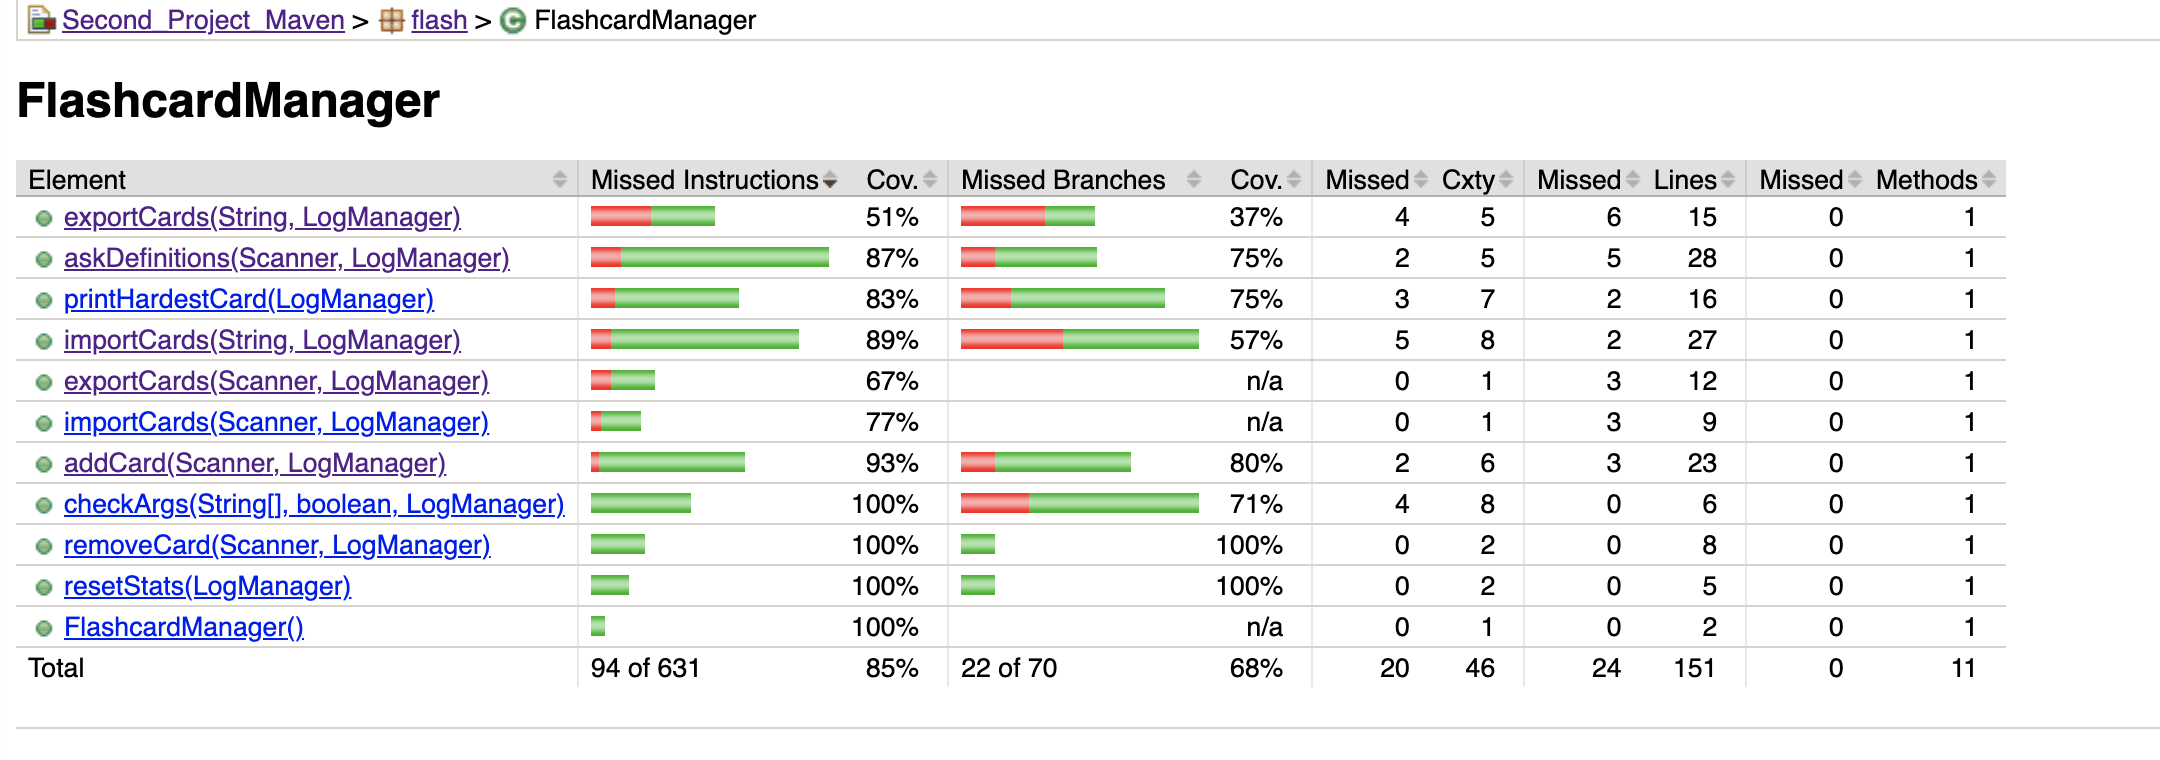 Second_Project_Maven > flash > FlashcardManager
FlashcardManager
Element Missed Instructions Cov. Missed Branches Cov. Missed Cxty Missed Lines Missed Methods
exportCards(String, LogManager) 51% 37% 4 5 6 15 0 1
askDefinitions(Scanner, LogManager) 87% 75% 2 5 5 28 0 1
printHardestCard(LogManager) 83% 75% 3 7 2 16 0 1
importCards(String, LogManager) 89% 57% 5 8 2 27 0 1
exportCards(Scanner, LogManager) 67% n/a 0 1 3 12 0 1
importCards(Scanner, LogManager) 77% n/a 0 1 3 9 0 1
addCard(Scanner, LogManager) 93% 80% 2 6 3 23 0 1
checkArgs(String[], boolean, LogManager) 100% 71% 4 8 0 6 0 1
removeCard(Scanner, LogManager) 100% 100% 0 2 0 8 0 1
resetStats(LogManager) 100% 100% 0 2 0 5 0 1
FlashcardManager() 100% n/a 0 1 0 2 0 1
Total 94 of 631 85% 22 of 70 68% 20 46 24 151 0 11